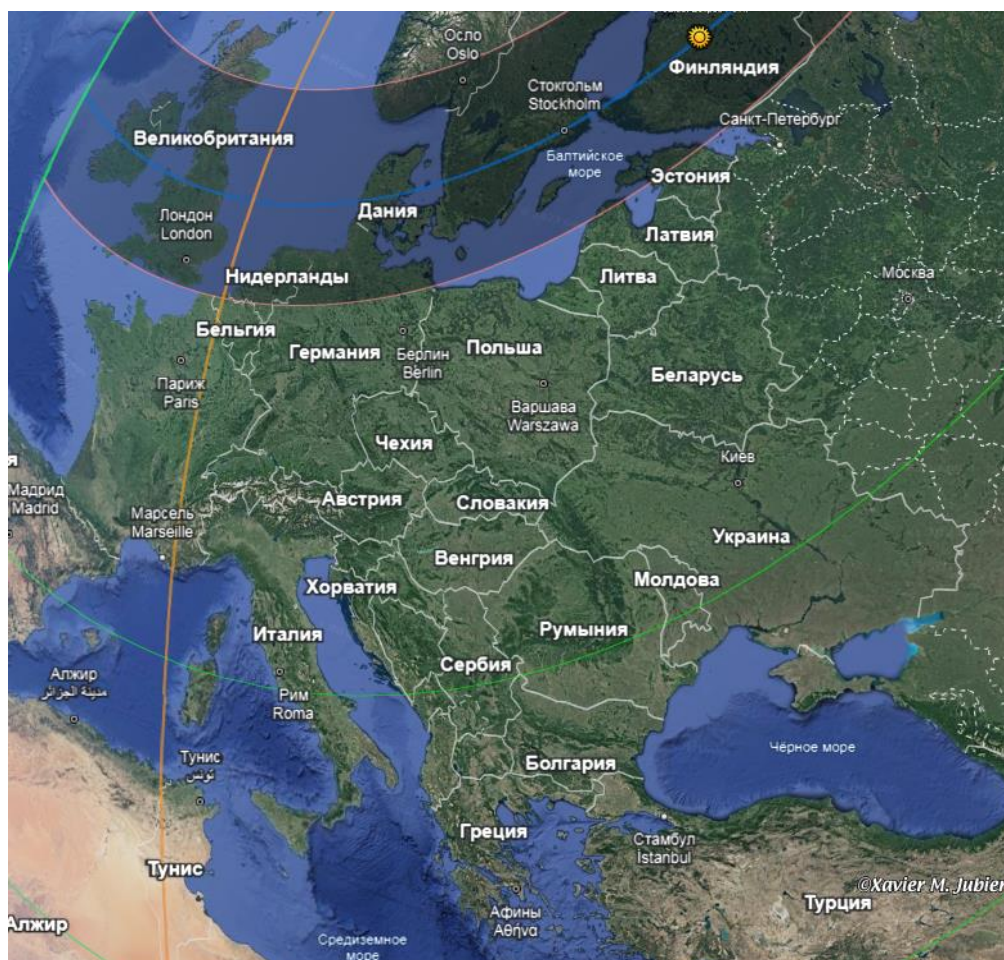 Осло
Oslo
Финляндия
Стокгольм
Stockholm
Санкт-Петербург
Великобритания
Балтийское
море
Эстония
Дания
Лондон
London
Латвия
Нидерланды
Литва
Москва
Бельгия
Германия
Берлин
Berlin
Польша
Беларусь
Париж
Paris
Варшава
Warszawa
Чехия
Киев
я
Мадрид
Madrid
Австрия
Словакия
Марсель
Marseille
Украина
Венгрия
Хорватия
Молдова
Италия
Румыния
Сербия
Алжир
مدينة الجزائر
Рим
Roma
Тунис
تونس
Чёрное море
Болгария
Греция
Стамбул
İstanbul
Тунис
©Xavier M. Jubier
Турция
Алжир
Афины
Αθήνα
Средиземное
море